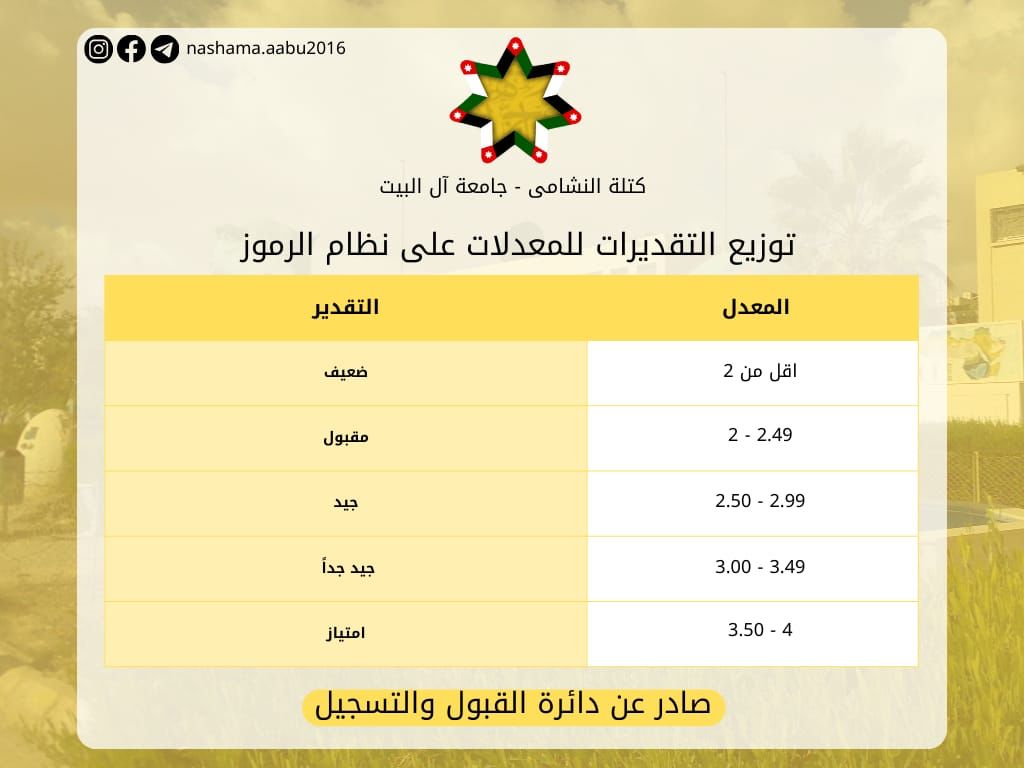 nashama.aabu2016
كتلة النشامى - جامعة آل البيت
توزيع التقديرات للمعدلات على نظام الرموز
المعدل التقدير
اقل من 2 ضعيف
2 - 2.49 مقبول
2.50 - 2.99 جيد
3.00 - 3.49 جيد جداً
3.50 - 4 امتياز
صادر عن دائرة القبول والتسجيل